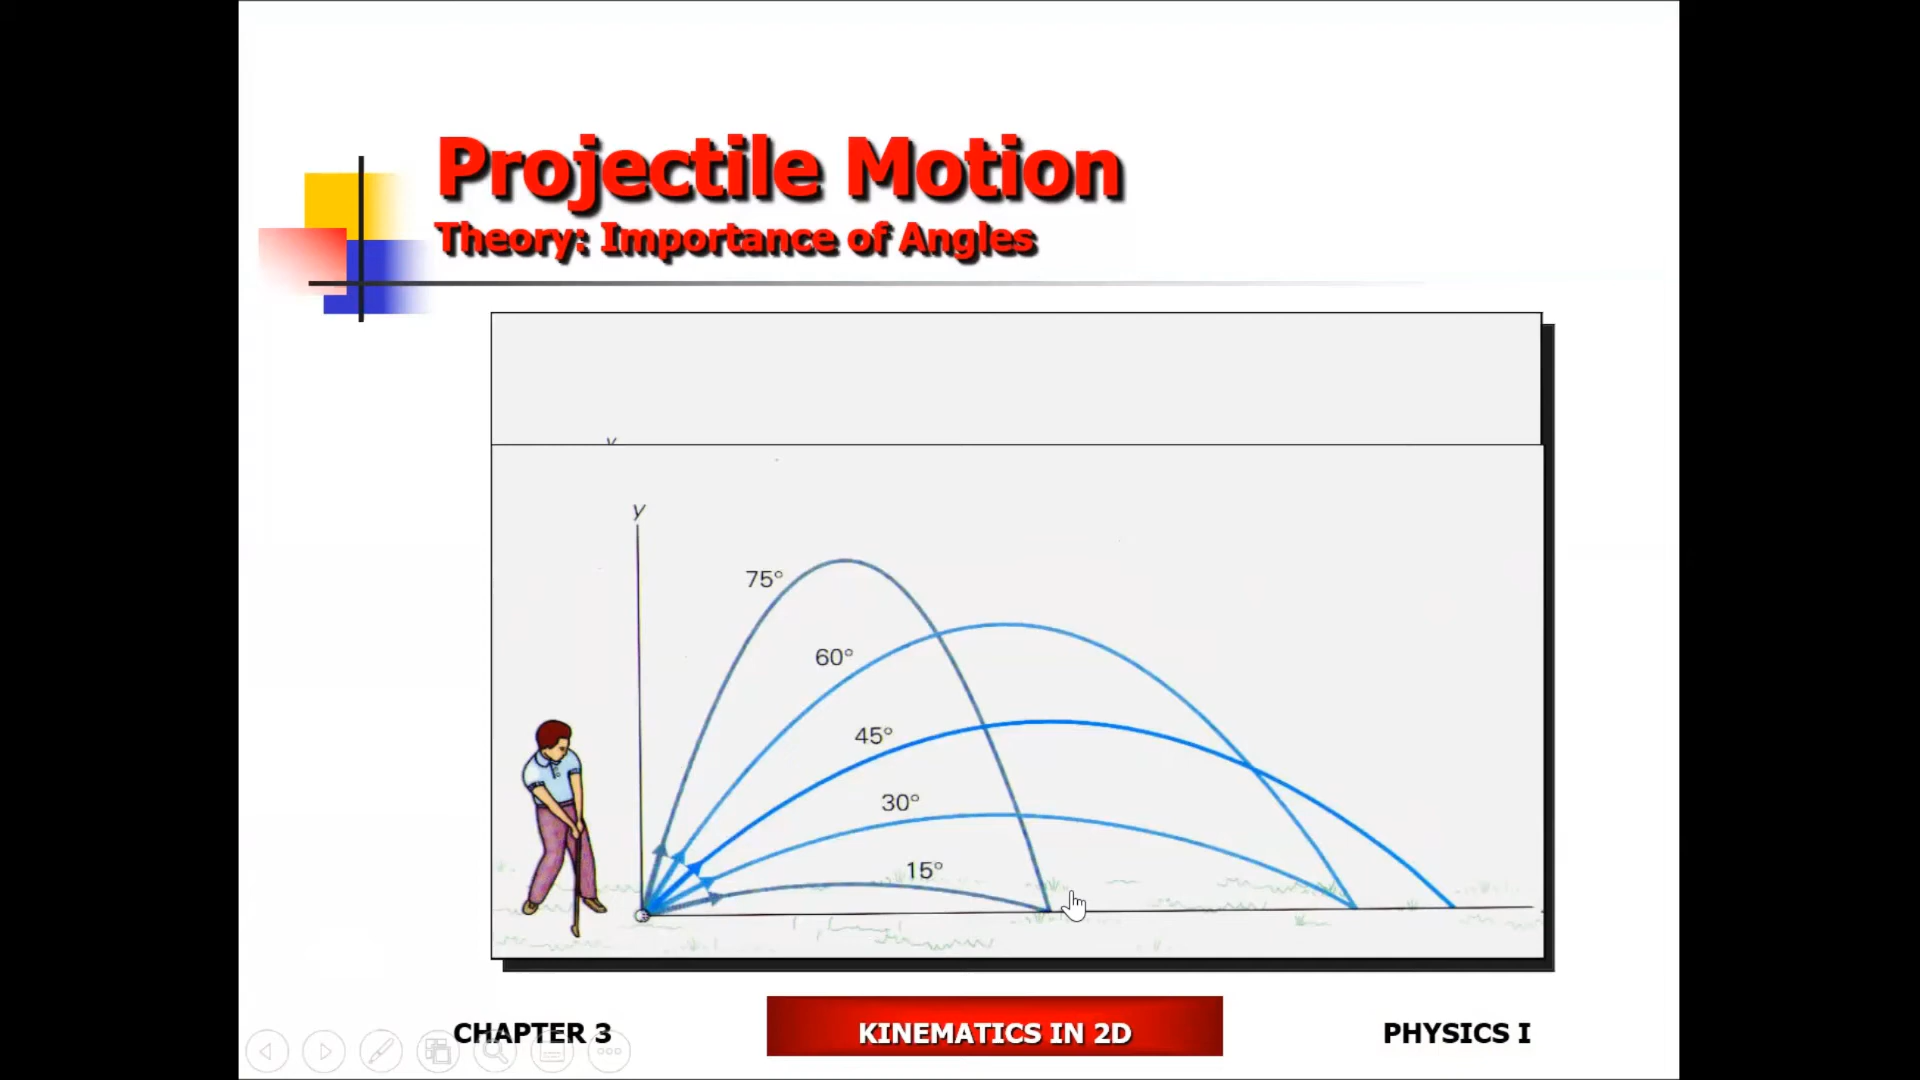 Projectile Motion
Theory: Importance of Angles
y
75°
60°
45°
30°
15°
CHAPTER 3
KINEMATICS IN 2D
PHYSICS I